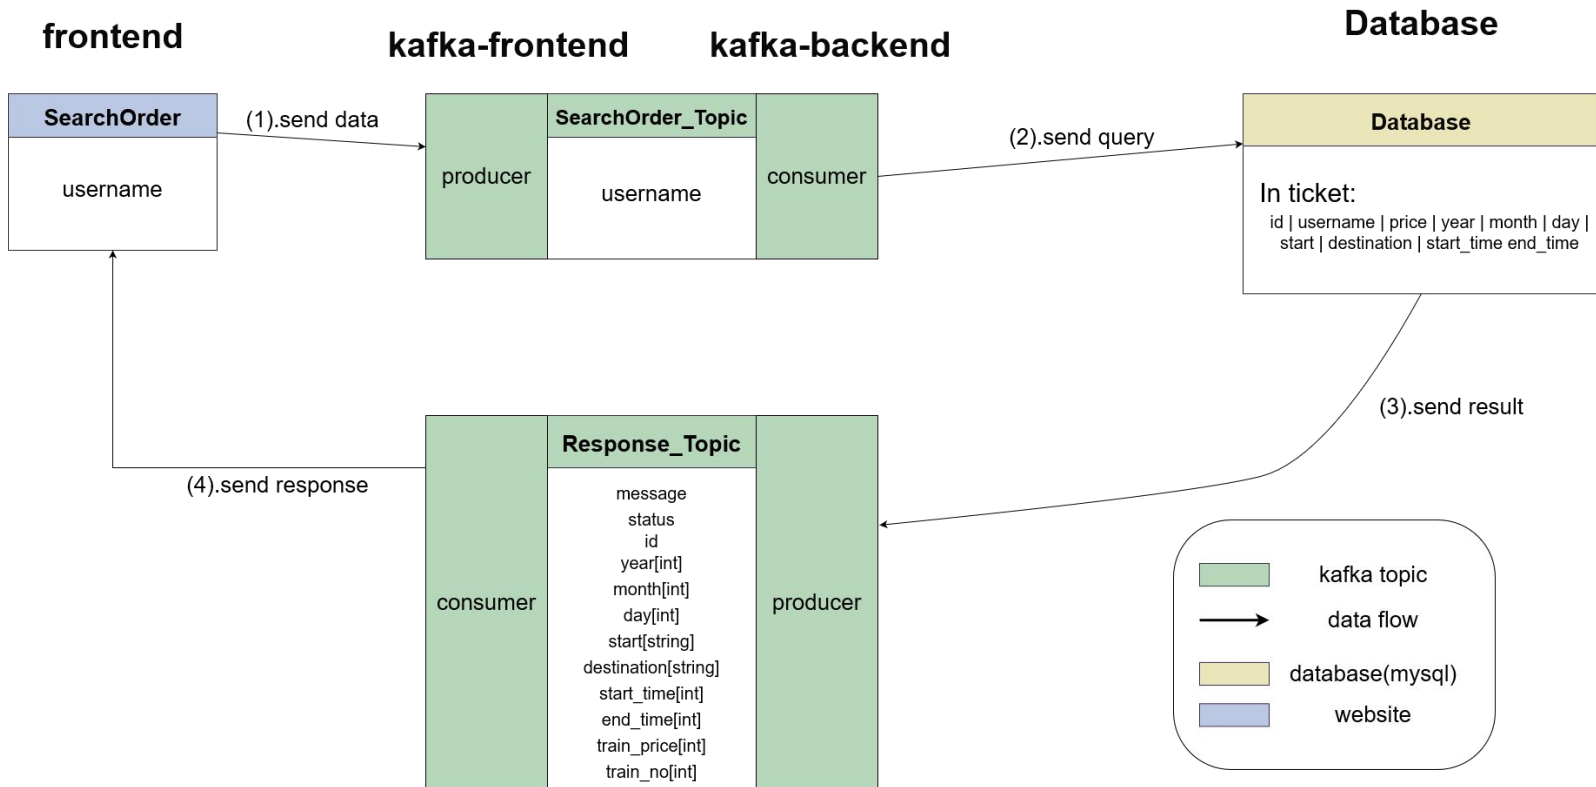 frontend
kafka-frontend
kafka-backend
Database
SearchOrder
username
(1).send data
producer
SearchOrder_Topic
username
consumer
(2).send query
Database
In ticket:
id | username | price | year | month | day |
start | destination | start_time end_time
(3).send result
(4).send response
consumer
Response_Topic
message
status
id
year[int]
month[int]
day[int]
start[string]
destination[string]
start_time[int]
end_time[int]
train_price[int]
train_no[int]
producer
kafka topic
data flow
database(mysql)
website